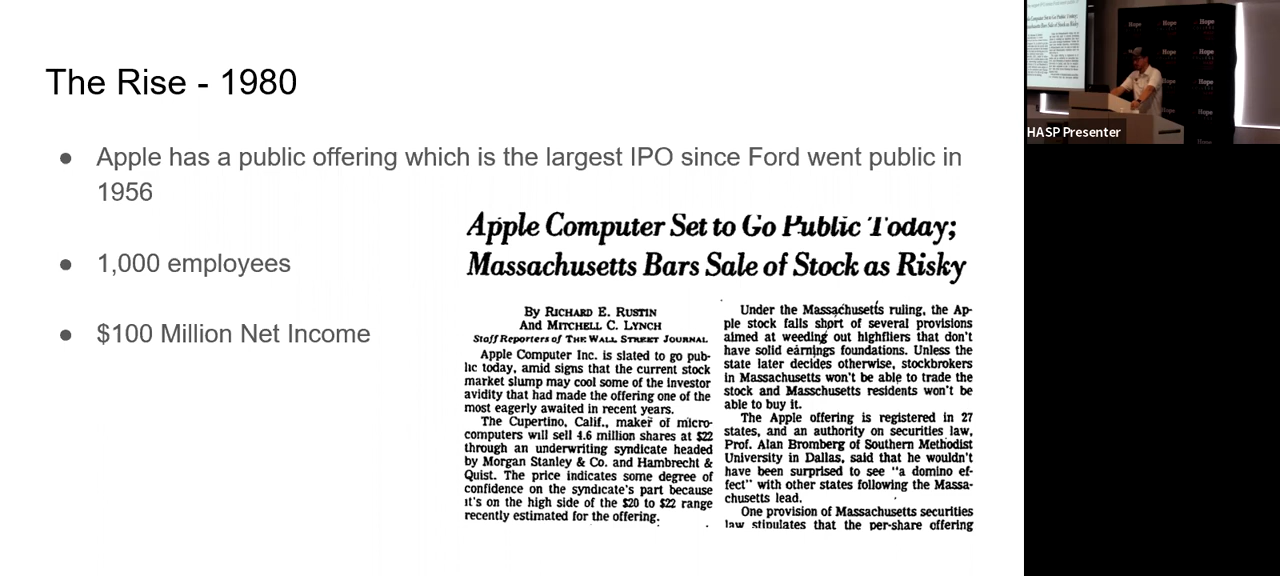 The Rise - 1980
● Apple has a public offering which is the largest IPO since Ford went public in
1956
● 1,000 employees
● $100 Million Net Income
Apple Computer Set to Go Public Today;
Massachusetts Bars Sale of Stock as Risky
By RICHARD E. RUSTIN
And MITCHELL C. LYNCH
Staff Reporters of THE WALL STREET JOURNAL
Apple Computer Inc. is slated to go pub-
lic today, amid signs that the current stock
market slump may cool some of the investor
avidity that had made the offering one of the
most eagerly awaited in recent years.
The Cupertino, Calif., maker of micro-
computers will sell 4.6 million shares at $22
through an underwriting syndicate headed
by Morgan Stanley & Co. and Hambrecht &
Quist. The price indicates some degree of
confidence on the syndicate's part because
it's on the high side of the $20 to $22 range
recently estimated for the offering.
Under the Massachusetts ruling, the Ap-
ple stock falls short of several provisions
aimed at weeding out highfliers that don't
have solid earnings foundations. Unless the
state later decides otherwise, stockbrokers
in Massachusetts won't be able to trade the
stock and Masschusetts residents won't be
able to buy it.
The Apple offering is registered in 27
states, and an authority on securities law,
Prof. Alan Bromberg of Southern Methodist
University in Dallas, said that he wouldn't
have been surprised to see "a domino ef-
fect" with other states following the Massa-
chusetts lead.
One provision of Massachusetts securities
law stipulates that the per-share offering
Hope Hope Hope
Hope
Hope
Hope
HASP Presenter